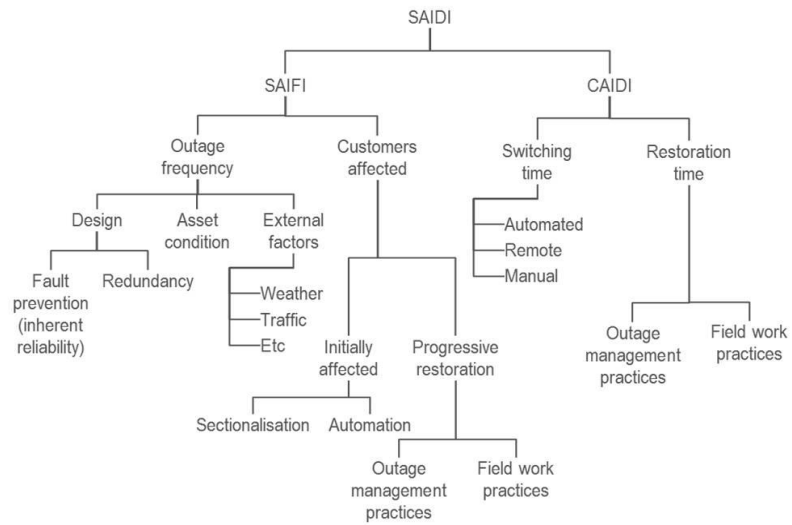 SAIDI
SAIFI
CAIDI
Outage
frequency
Customers
affected
Switching
time
Restoration
time
Design
Asset
condition
External
factors
Automated
Remote
Manual
Fault
prevention
(inherent
reliability)
Redundancy
Weather
Traffic
Etc
Initially
affected
Progressive
restoration
Outage
management
practices
Field work
practices
Sectionalisation
Automation
Outage
management
practices
Field work
practices